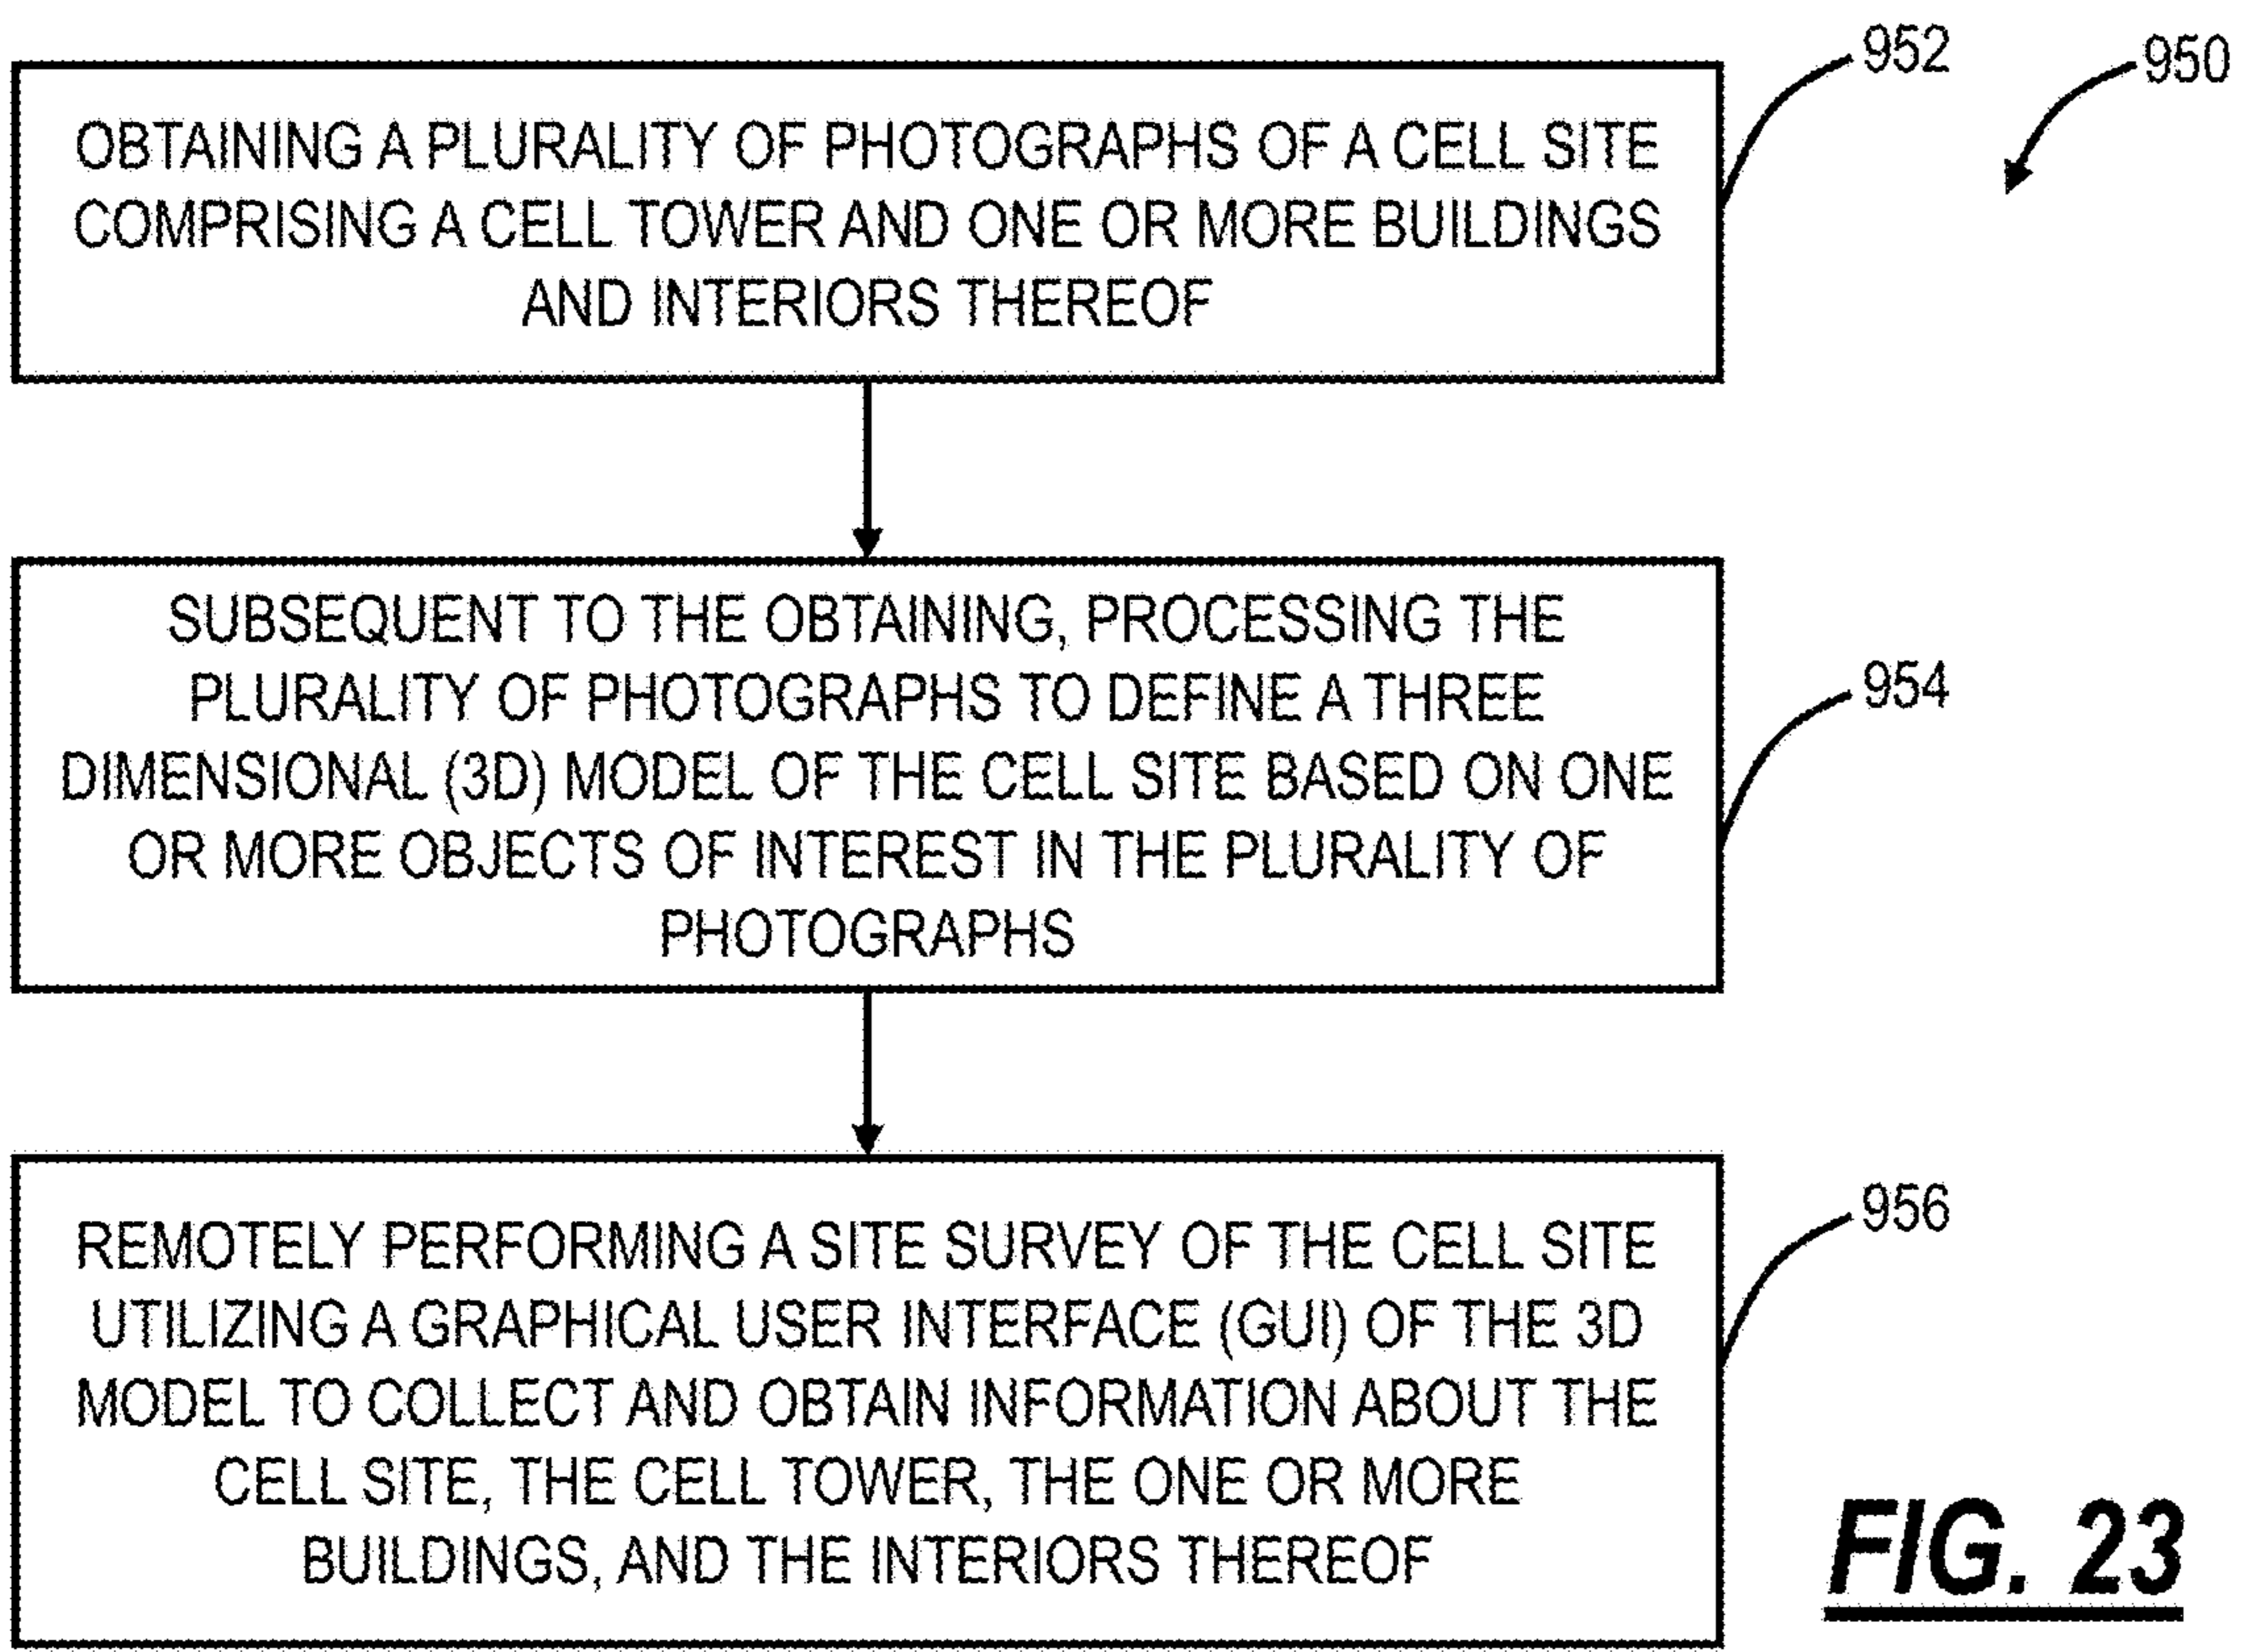 952
950
OBTAINING A PLURALITY OF PHOTOGRAPHS OF A CELL SITE
COMPRISING A CELL TOWER AND ONE OR MORE BUILDINGS
AND INTERIORS THEREOF
SUBSEQUENT TO THE OBTAINING, PROCESSING THE
PLURALITY OF PHOTOGRAPHS TO DEFINE A THREE
DIMENSIONAL (3D) MODEL OF THE CELL SITE BASED ON ONE
OR MORE OBJECTS OF INTEREST IN THE PLURALITY OF
PHOTOGRAPHS
954
REMOTELY PERFORMING A SITE SURVEY OF THE CELL SITE
UTILIZING A GRAPHICAL USER INTERFACE (GUI) OF THE 3D
MODEL TO COLLECT AND OBTAIN INFORMATION ABOUT THE
CELL SITE, THE CELL TOWER, THE ONE OR MORE
BUILDINGS, AND THE INTERIORS THEREOF
956
FIG. 23